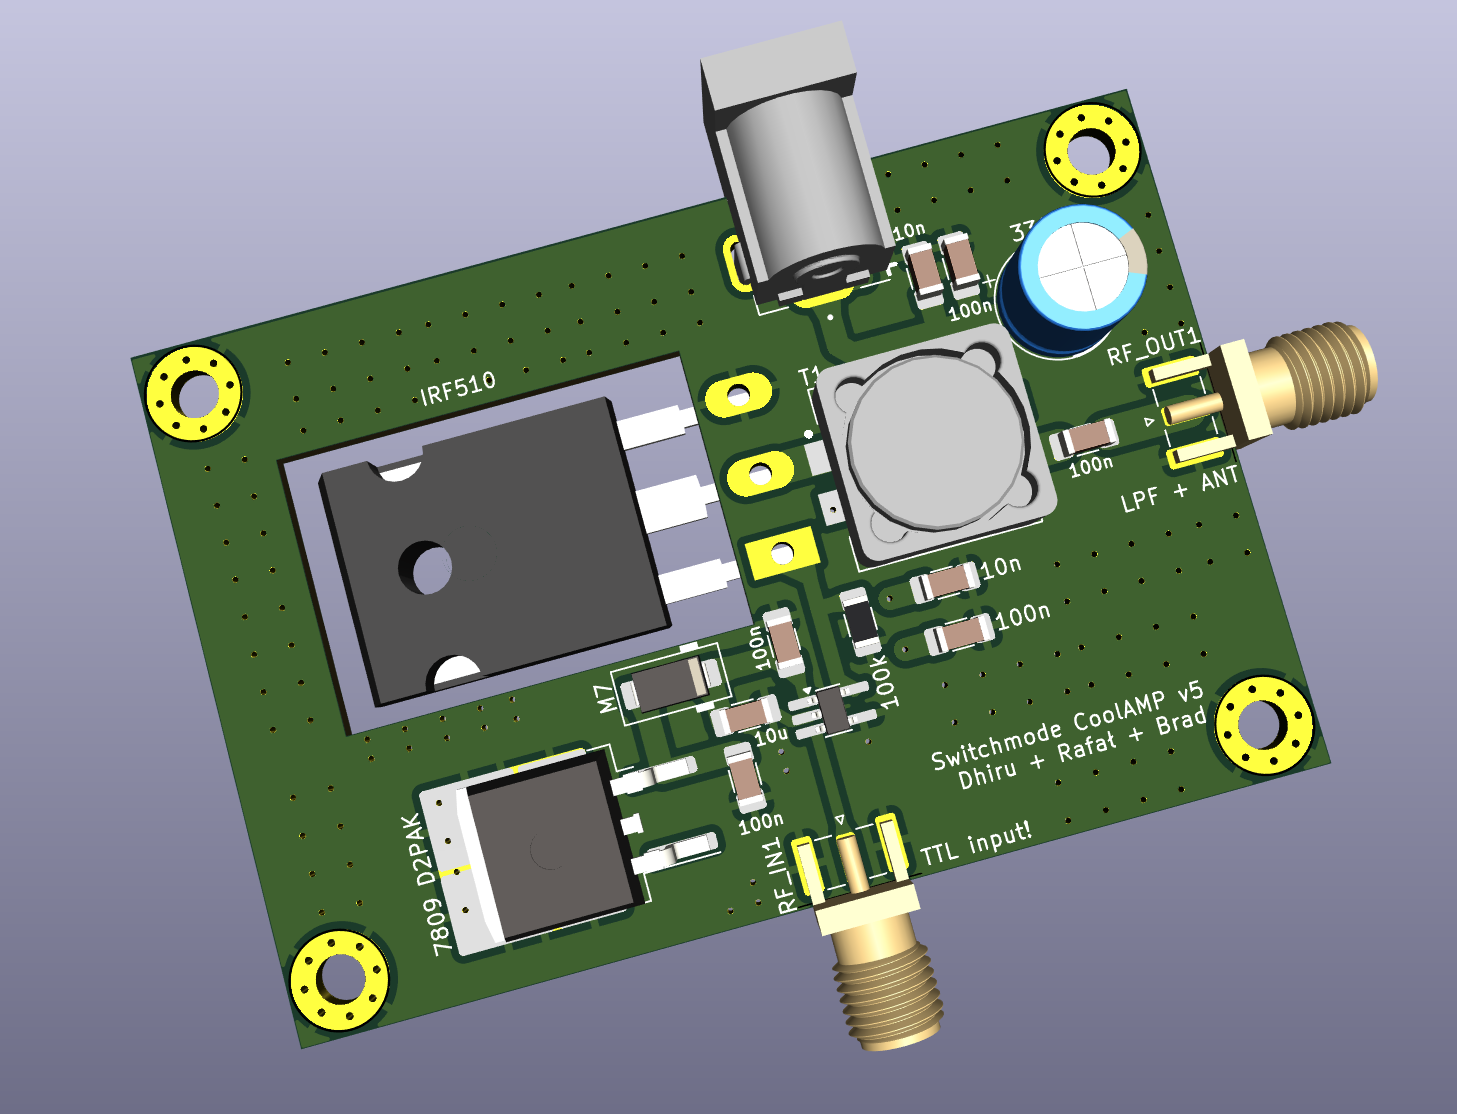 10n
33
100n
+
RF_OUT1
IRF510
T1
100n
LPF + ANT
10n
100n
100n
100k
M7
10u
Switchmode CoolAMP v5
Dhiru + Rafał + Brad
100n
TTL input!
RF_IN1
7809 D2PAK